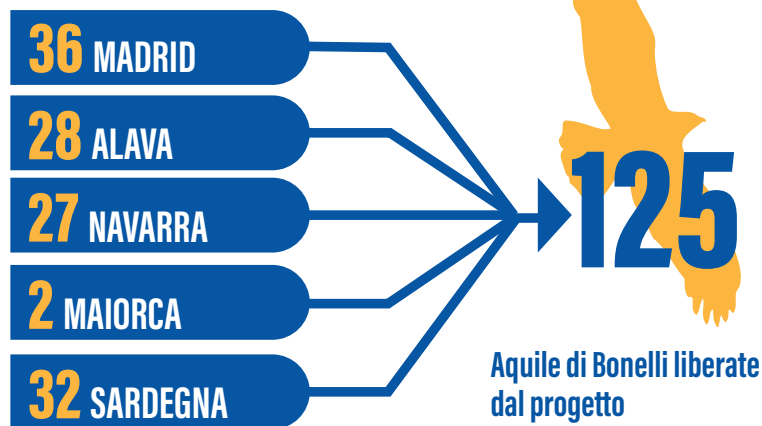 36 MADRID
28 ALAVA
27 NAVARRA
2 MAIORCA
32 SARDEGNA
125
Aquile di Bonelli liberate
dal progetto